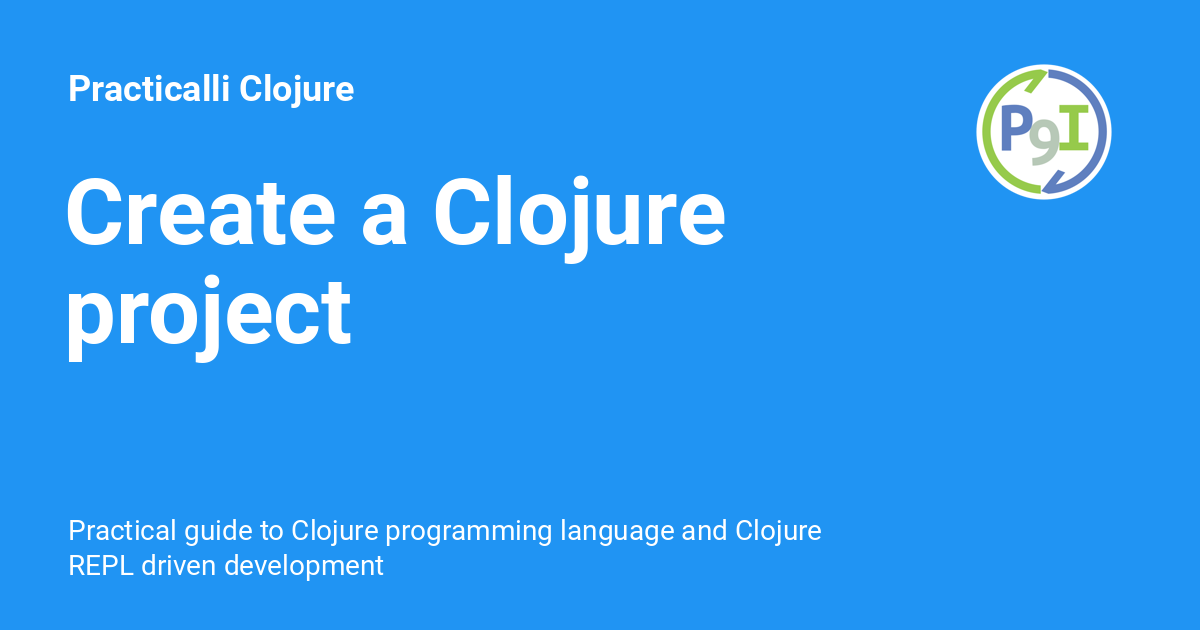 Practicalli Clojure
P9I
Create a Clojure
project
Practical guide to Clojure programming language and Clojure
REPL driven development